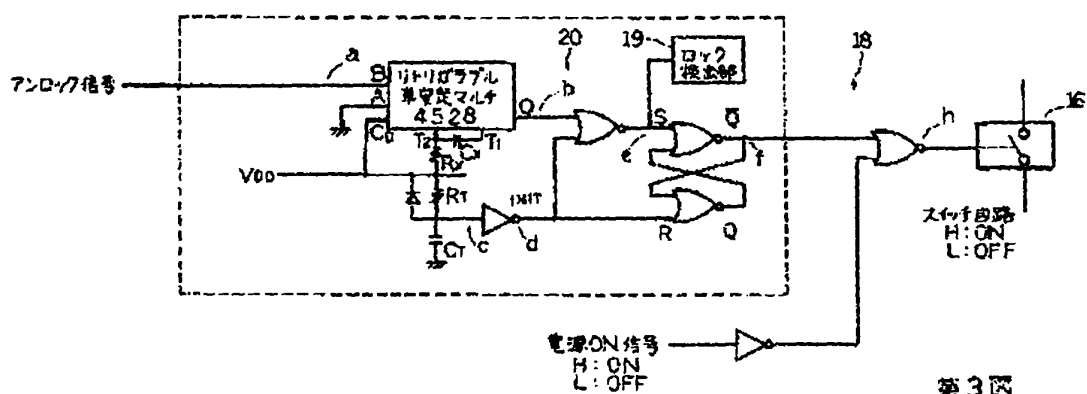 アンロック信号
a
B
リトリガラブル
A
単安定マルチ
CD
4528
T2
Cx
T1
Q
b
20
19
ロック
検出部
18
16
S
Q̅
e
f
h
VDD
Rx
RT
INIT
c
d
CT
R
Q
スイッチ回路
H:ON
L:OFF
電源ON信号
H:ON
L:OFF
第3図